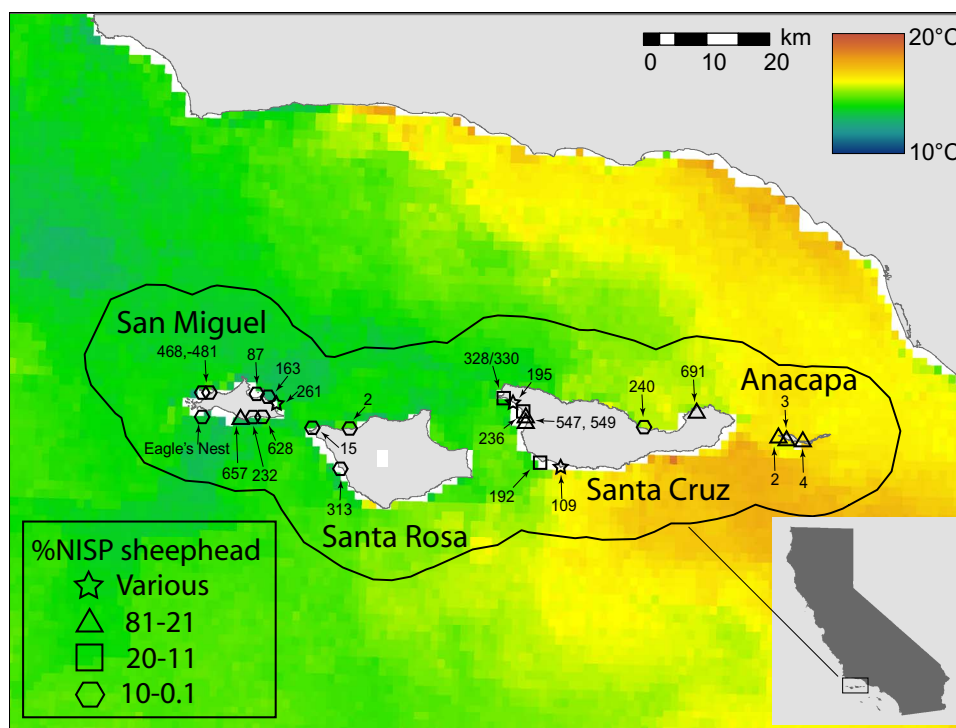 km
0 10 20
20°C
10°C
San Miguel
468,-481
87
163
261
Eagle's Nest
657
232
628
2
15
313
Santa Rosa
328/330
195
236
547, 549
192
109
240
691
Santa Cruz
Anacapa
3
2
4
%NISP sheephead
Various
81-21
20-11
10-0.1